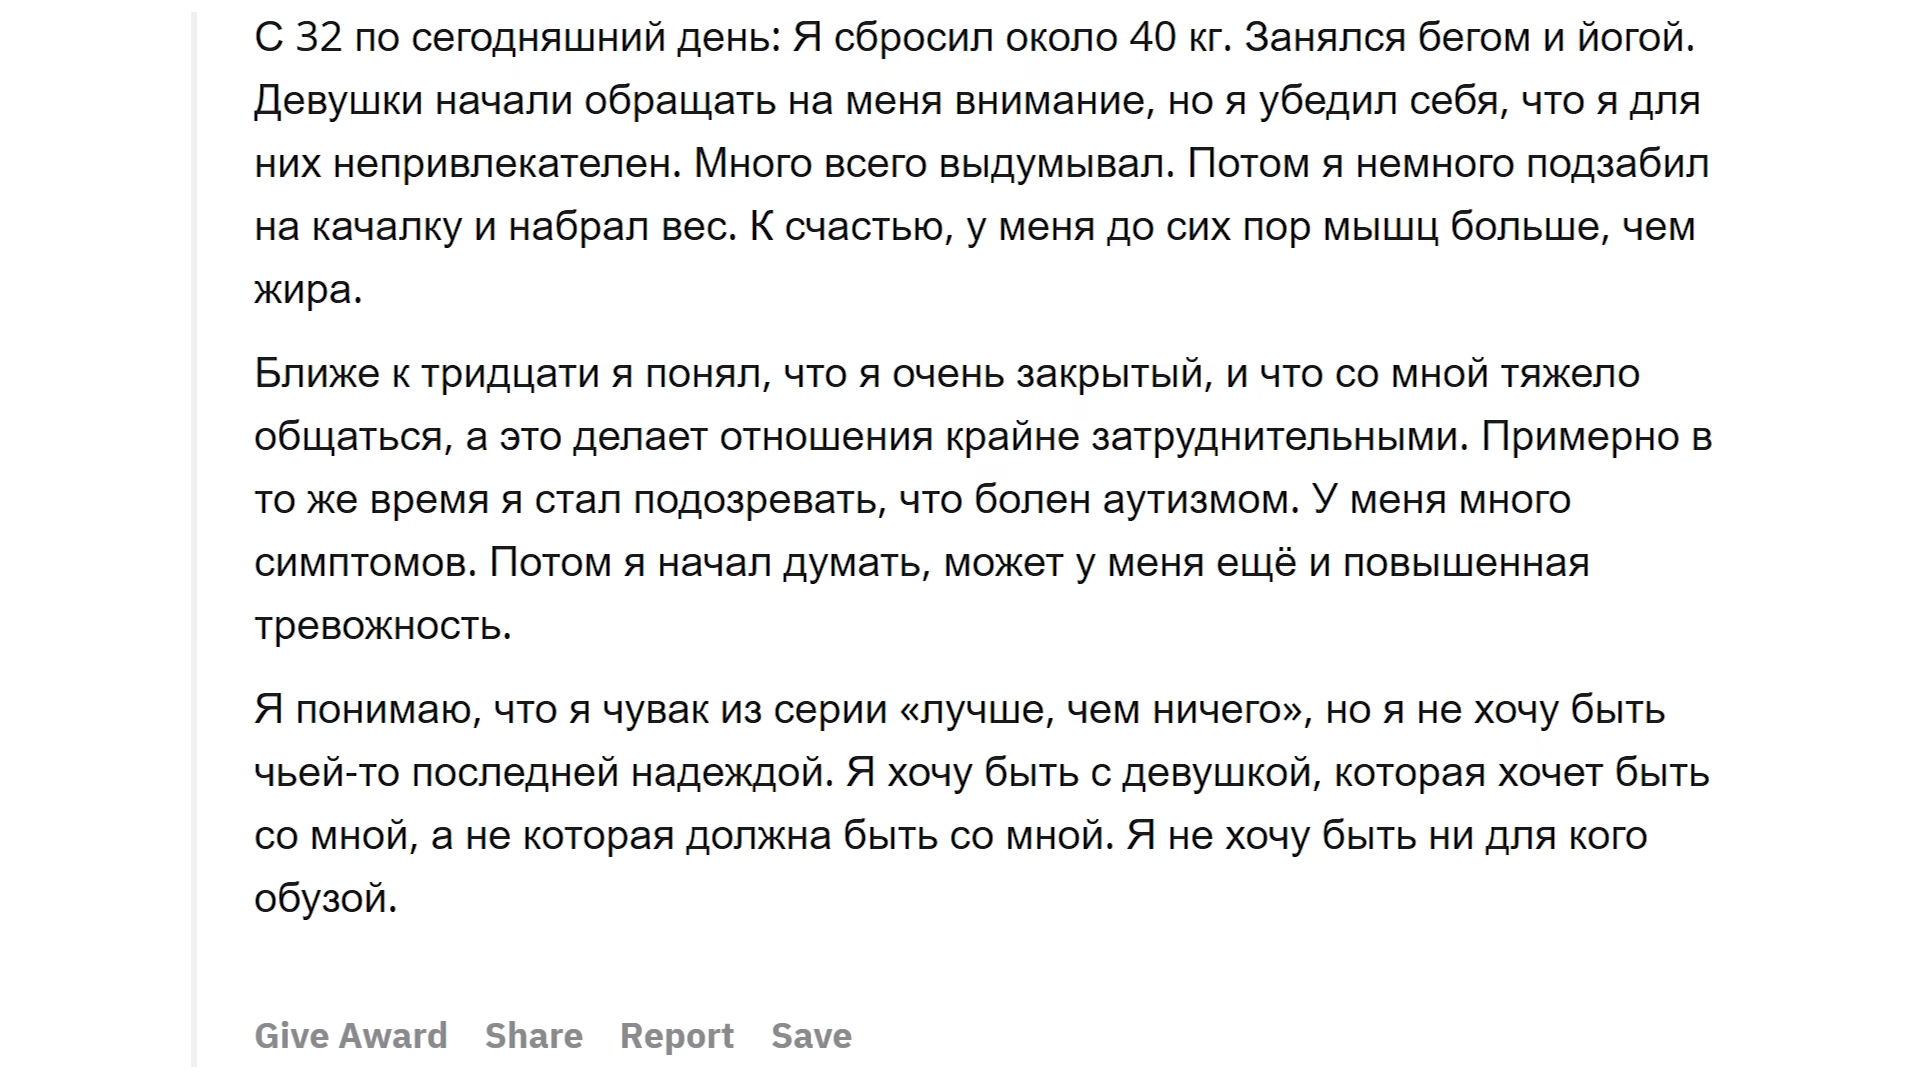 С 32 по сегодняшний день: Я сбросил около 40 кг. Занялся бегом и йогой.
Девушки начали обращать на меня внимание, но я убедил себя, что я для
них непривлекателен. Много всего выдумывал. Потом я немного подзабил
на качалку и набрал вес. К счастью, у меня до сих пор мышц больше, чем
жира.
Ближе к тридцати я понял, что я очень закрытый, и что со мной тяжело
общаться, а это делает отношения крайне затруднительными. Примерно в
то же время я стал подозревать, что болен аутизмом. У меня много
симптомов. Потом я начал думать, может у меня ещё и повышенная
тревожность.
Я понимаю, что я чувак из серии «лучше, чем ничего», но я не хочу быть
чьей-то последней надеждой. Я хочу быть с девушкой, которая хочет быть
со мной, а не которая должна быть со мной. Я не хочу быть ни для кого
обузой.
Give Award Share Report Save